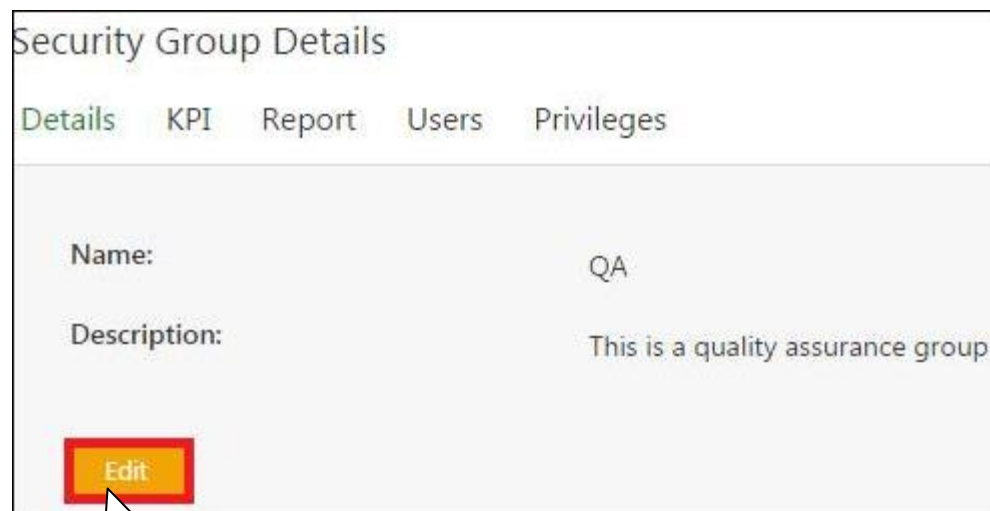 Security Group Details
Details KPI Report Users Privileges
Name: QA
Description: This is a quality assurance group
Edit